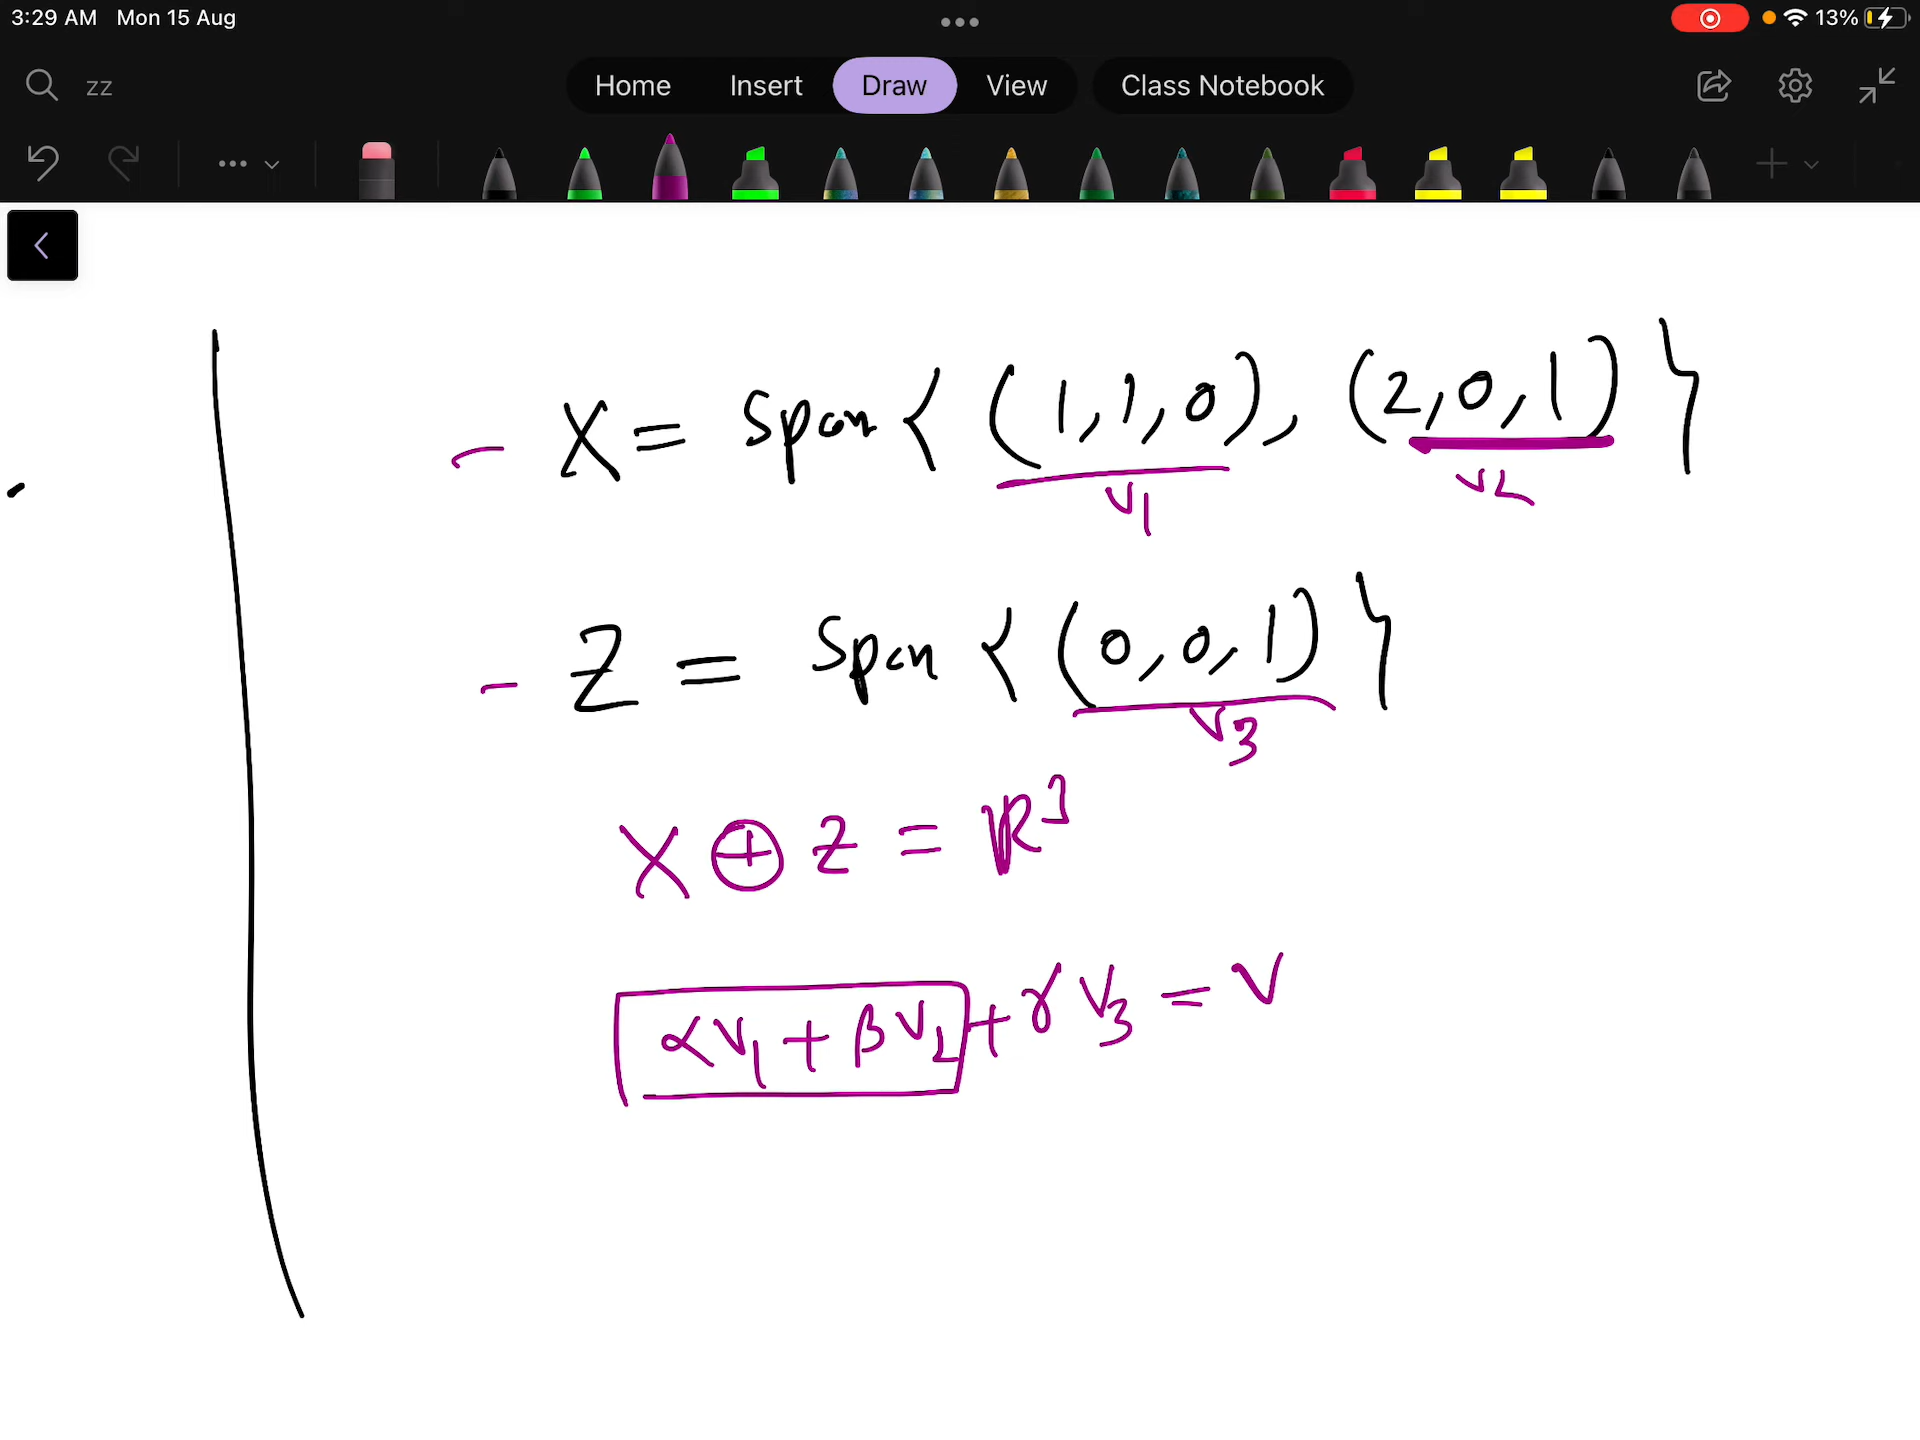 3:29 AM Mon 15 Aug
13%
zz
Home Insert Draw View Class Notebook
- X = Span { (1,1,0), (2,0,1) }
v1 v2
- Z = Span { (0,0,1) }
v3
X ⊕ Z = ℝ³
αv₁ + βv₂ + γv₃ = v